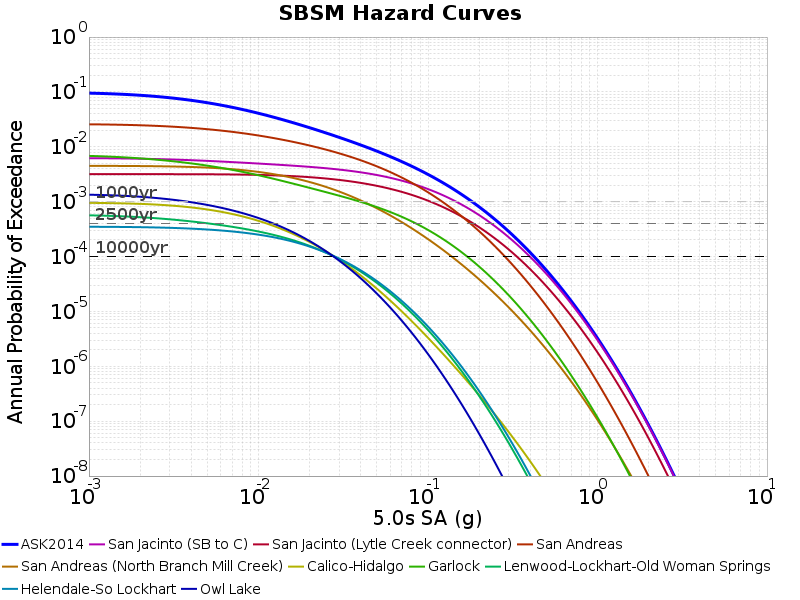 SBSM Hazard Curves
10^0
10^-1
10^-2
10^-3
10^-4
10^-5
10^-6
10^-7
10^-8
Annual Probability of Exceedance
1000yr
2500yr
10000yr
10^-3 10^-2 10^-1 10^0 10^1
5.0s SA (g)
ASK2014 San Jacinto (SB to C) San Jacinto (Lytle Creek connector) San Andreas
San Andreas (North Branch Mill Creek) Calico-Hidalgo Garlock Lenwood-Lockhart-Old Woman Springs
Helendale-So Lockhart Owl Lake